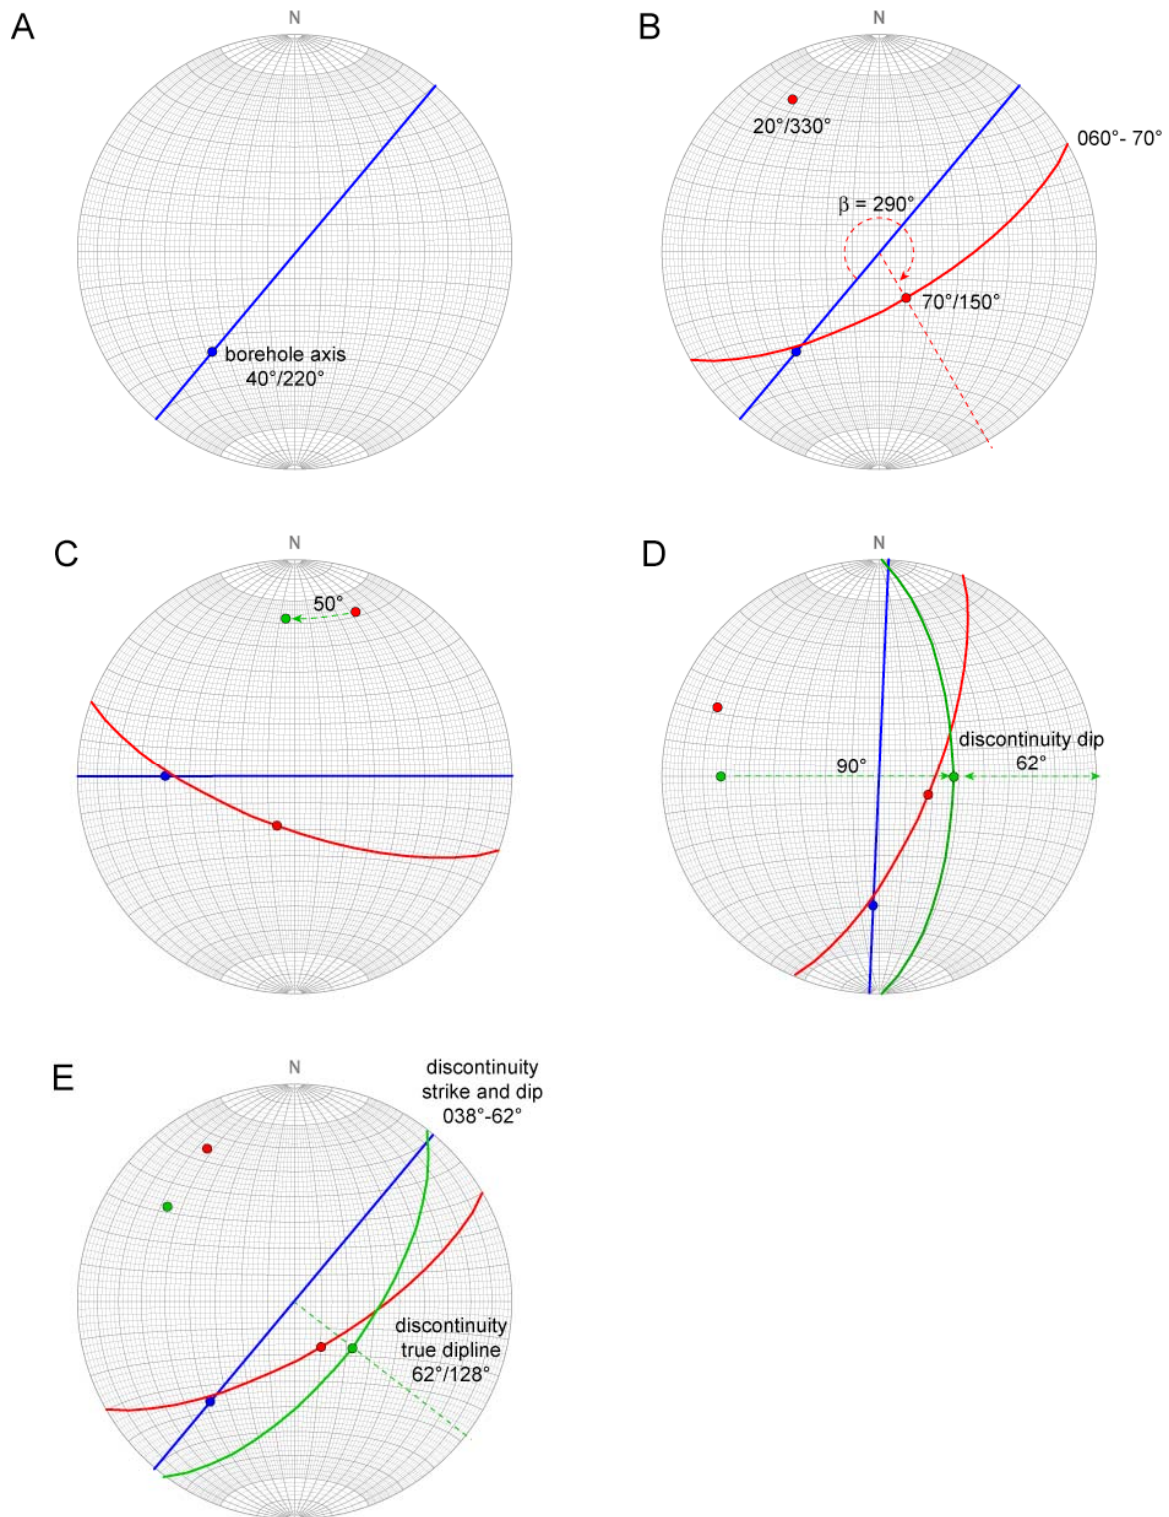 A
N
borehole axis
40°/220°
B
N
20°/330°
060°- 70°
β = 290°
70°/150°
C
N
50°
D
N
discontinuity dip
90°
62°
E
N
discontinuity
strike and dip
038°-62°
discontinuity
true dipline
62°/128°